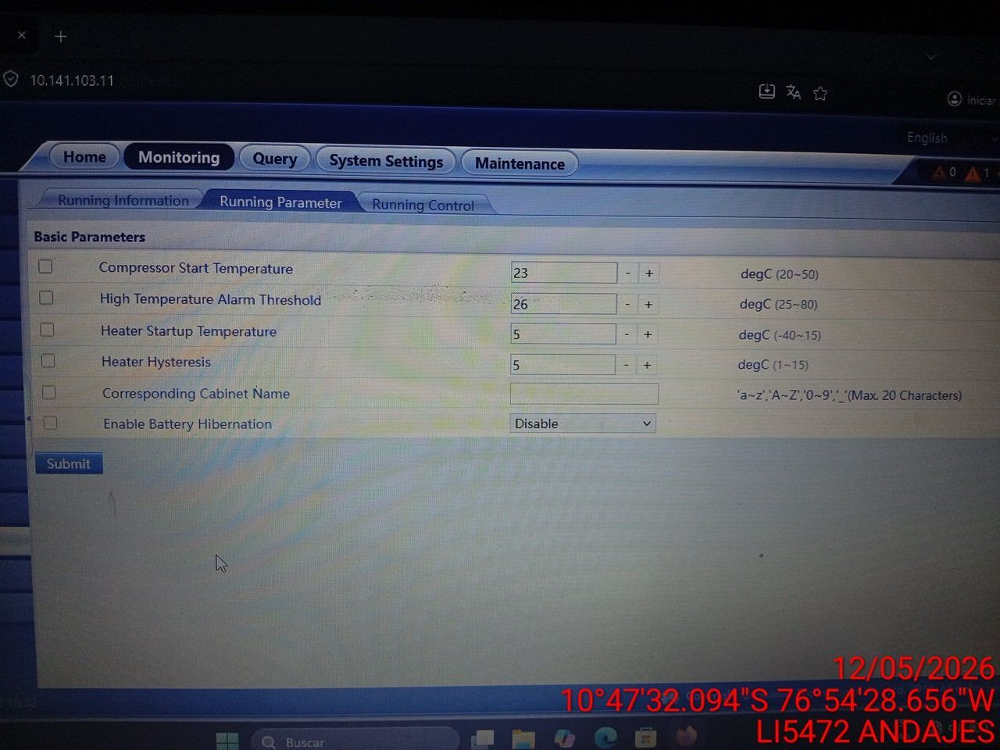 10.141.103.11
Iniciar
English
Home Monitoring Query System Settings Maintenance
0 1
Running Information Running Parameter Running Control
Basic Parameters
Compressor Start Temperature 23 - + degC (20~50)
High Temperature Alarm Threshold 26 - + degC (25~80)
Heater Startup Temperature 5 - + degC (-40~15)
Heater Hysteresis 5 - + degC (1~15)
Corresponding Cabinet Name 'a~z','A~Z','0~9','_'(Max. 20 Characters)
Enable Battery Hibernation Disable
Submit
12/05/2026
18:32
10°47'32.094"S 76°54'28.656"W
LI5472 ANDAJES
Buscar